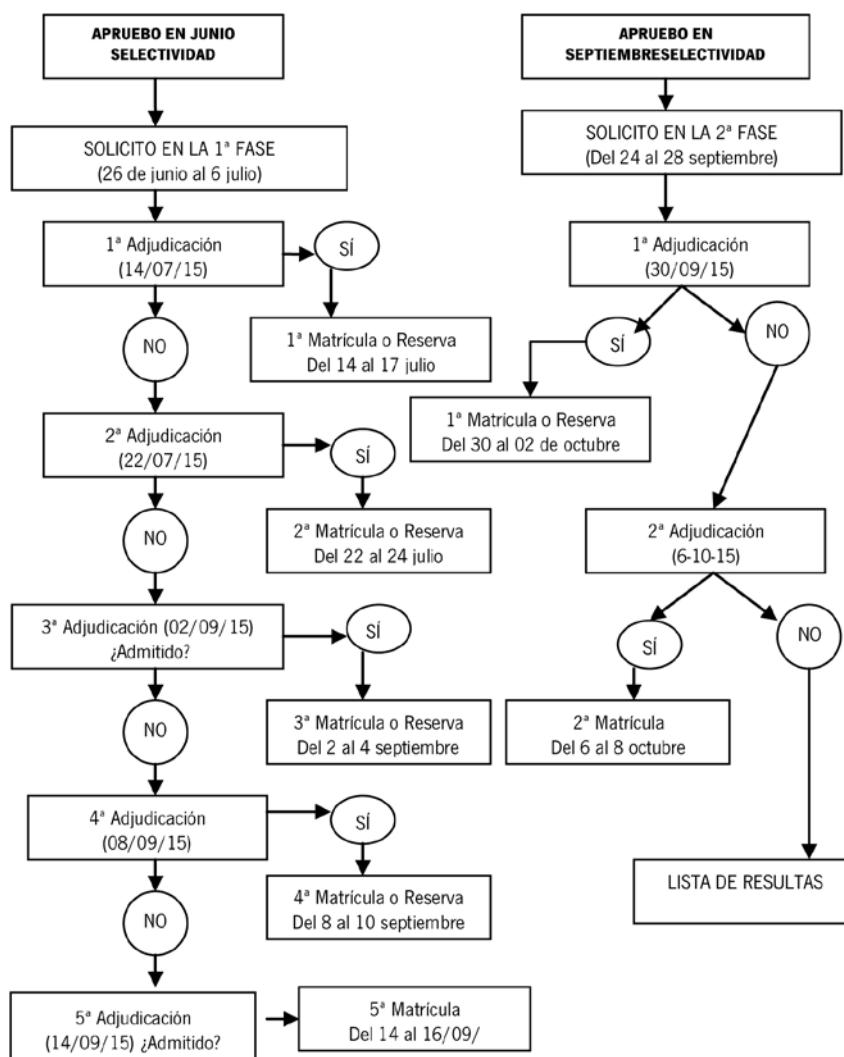 APRUEBO EN JUNIO
SELECTIVIDAD
SOLICITO EN LA 1ª FASE
(26 de junio al 6 julio)
1ª Adjudicación
(14/07/15)
SÍ
NO
1ª Matrícula o Reserva
Del 14 al 17 julio
2ª Adjudicación
(22/07/15)
SÍ
NO
2ª Matrícula o Reserva
Del 22 al 24 julio
3ª Adjudicación (02/09/15)
¿Admitido?
SÍ
NO
3ª Matrícula o Reserva
Del 2 al 4 septiembre
4ª Adjudicación
(08/09/15)
SÍ
NO
4ª Matrícula o Reserva
Del 8 al 10 septiembre
5ª Adjudicación
(14/09/15) ¿Admitido?
5ª Matrícula
Del 14 al 16/09/
APRUEBO EN
SEPTIEMBRESELECTIVIDAD
SOLICITO EN LA 2ª FASE
(Del 24 al 28 septiembre)
1ª Adjudicación
(30/09/15)
SÍ
NO
1ª Matrícula o Reserva
Del 30 al 02 de octubre
2ª Adjudicación
(6-10-15)
SÍ
NO
2ª Matrícula
Del 6 al 8 octubre
LISTA DE RESULTAS